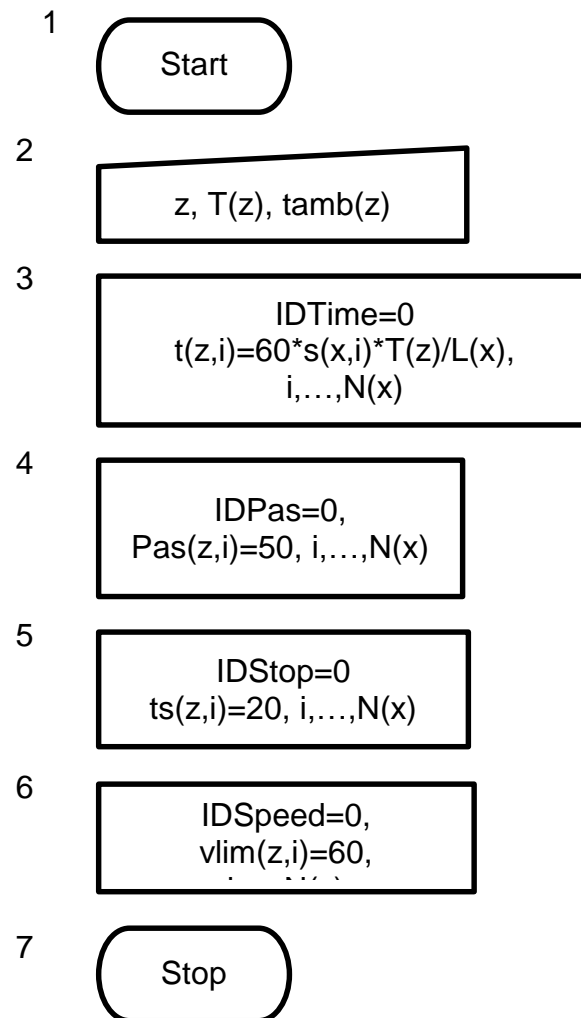 1
Start
2
z, T(z), tamb(z)
3
IDTime=0
t(z,i)=60*s(x,i)*T(z)/L(x),
i,…,N(x)
4
IDPas=0,
Pas(z,i)=50, i,…,N(x)
5
IDStop=0
ts(z,i)=20, i,…,N(x)
6
IDSpeed=0,
vlim(z,i)=60,
7
Stop